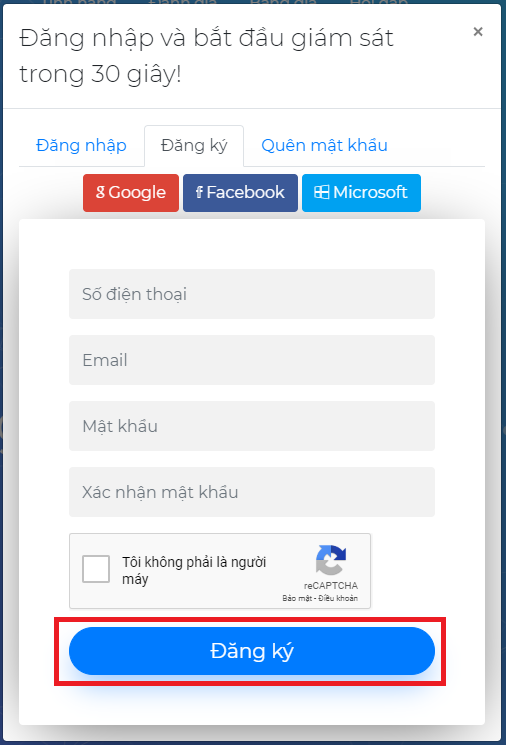 Đăng nhập và bắt đầu giám sát
trong 30 giây!
×
Đăng nhập Đăng ký Quên mật khẩu
Google Facebook Microsoft
Số điện thoại
Email
Mật khẩu
Xác nhận mật khẩu
Tôi không phải là người
máy
reCAPTCHA
Bảo mật - Điều khoản
Đăng ký